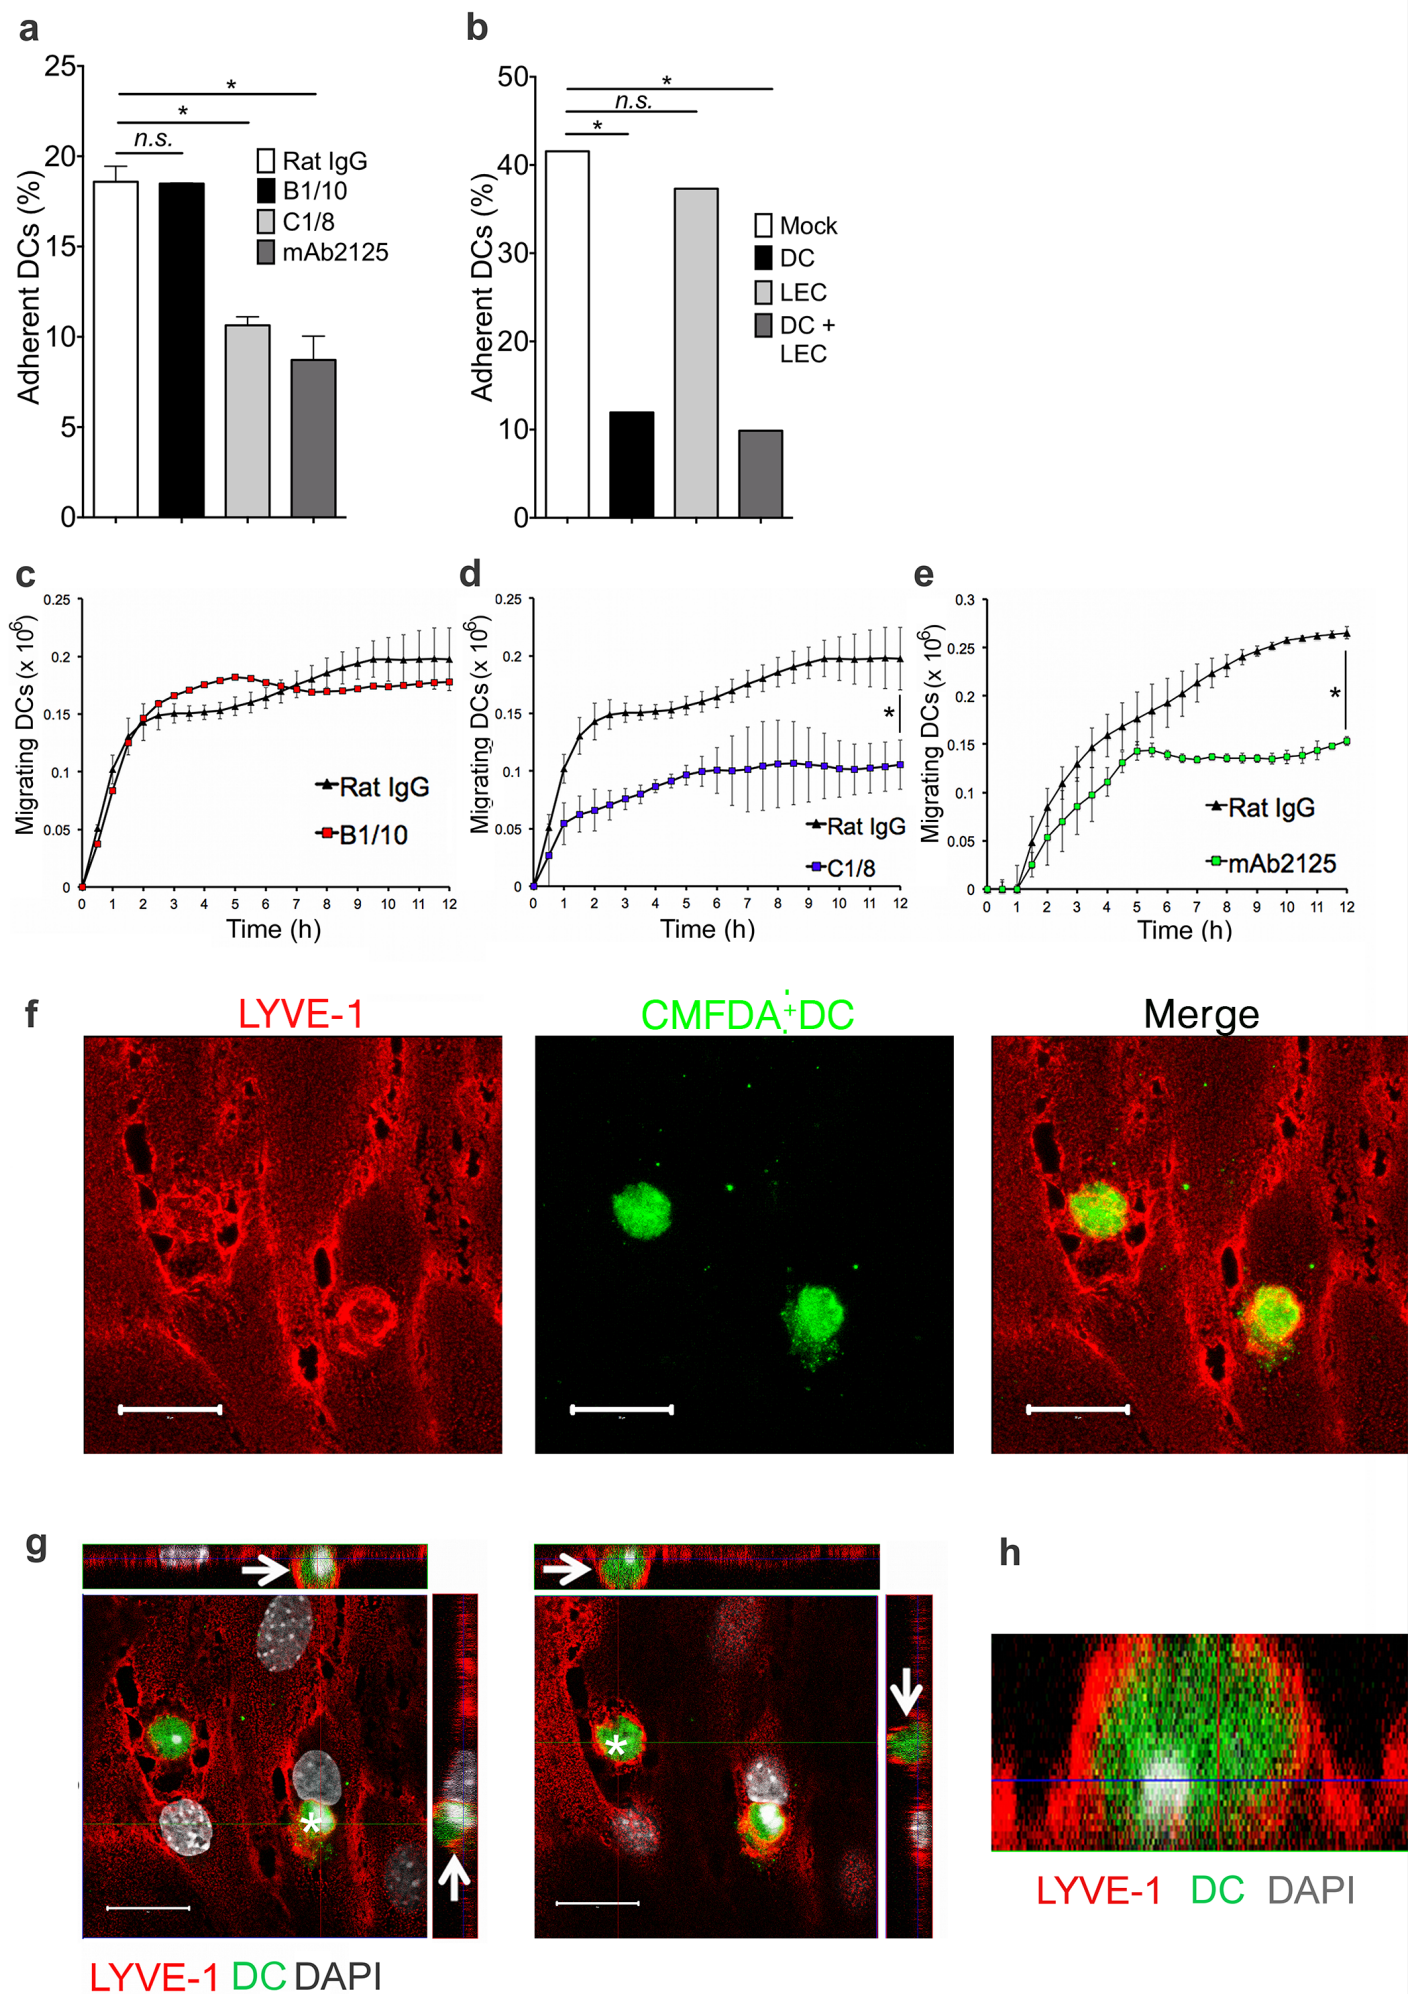 a
25
20
15
10
5
0
Adherent DCs (%)
*
*
n.s.
Rat IgG
B1/10
C1/8
mAb2125
b
50
40
30
20
10
0
Adherent DCs (%)
*
n.s.
*
Mock
DC
LEC
DC +
LEC
c
0.25
0.2
0.15
0.1
0.05
0
Migrating DCs (x 10⁶)
Rat IgG
B1/10
0 1 2 3 4 5 6 7 8 9 10 11 12
Time (h)
d
0.25
0.2
0.15
0.1
0.05
0
Migrating DCs (x 10⁶)
*
Rat IgG
C1/8
0 1 2 3 4 5 6 7 8 9 10 11 12
Time (h)
e
0.3
0.25
0.2
0.15
0.1
0.05
0
Migrating DCs (x 10⁶)
*
Rat IgG
mAb2125
0 1 2 3 4 5 6 7 8 9 10 11 12
Time (h)
f
LYVE-1
CMFDA⁺ DC
Merge
g
*
*
LYVE-1 DC DAPI
h
LYVE-1 DC DAPI